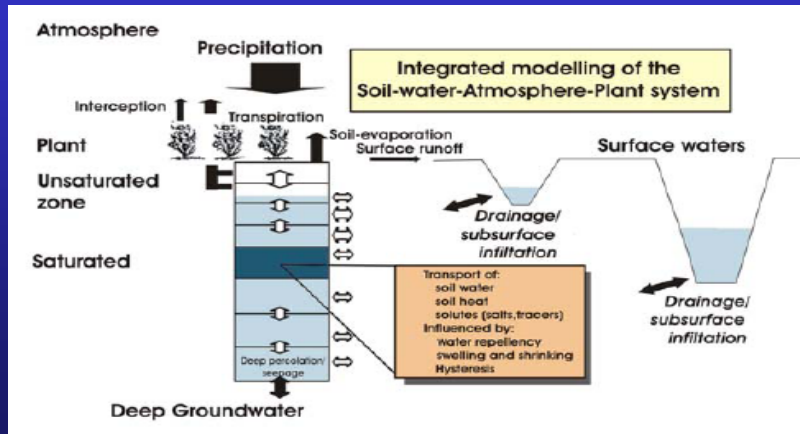 Atmosphere
Precipitation
Integrated modelling of the
Soil-water-Atmosphere-Plant system
Interception
Transpiration
Soil-evaporation
Surface runoff
Plant
Surface waters
Unsaturated
zone
Drainage/
subsurface
infiltation
Saturated
Transport of:
soil water
soil heat
solutes (salts,tracers)
Influenced by:
water repellency
swelling and shrinking
Hysteresis
Drainage/
subsurface
infiltation
Deep percolation/
seepage
Deep Groundwater